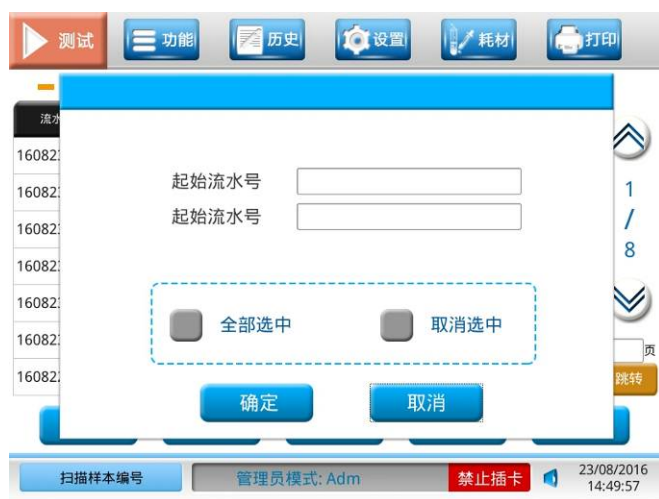 测试 功能 历史 设置 耗材 打印
流水
160823
起始流水号
160823
1
起始流水号
160823
/
8
160823
160823
全部选中 取消选中
160823
页
160822
跳转
确定 取消
扫描样本编号 管理员模式: Adm 禁止插卡 23/08/2016
14:49:57